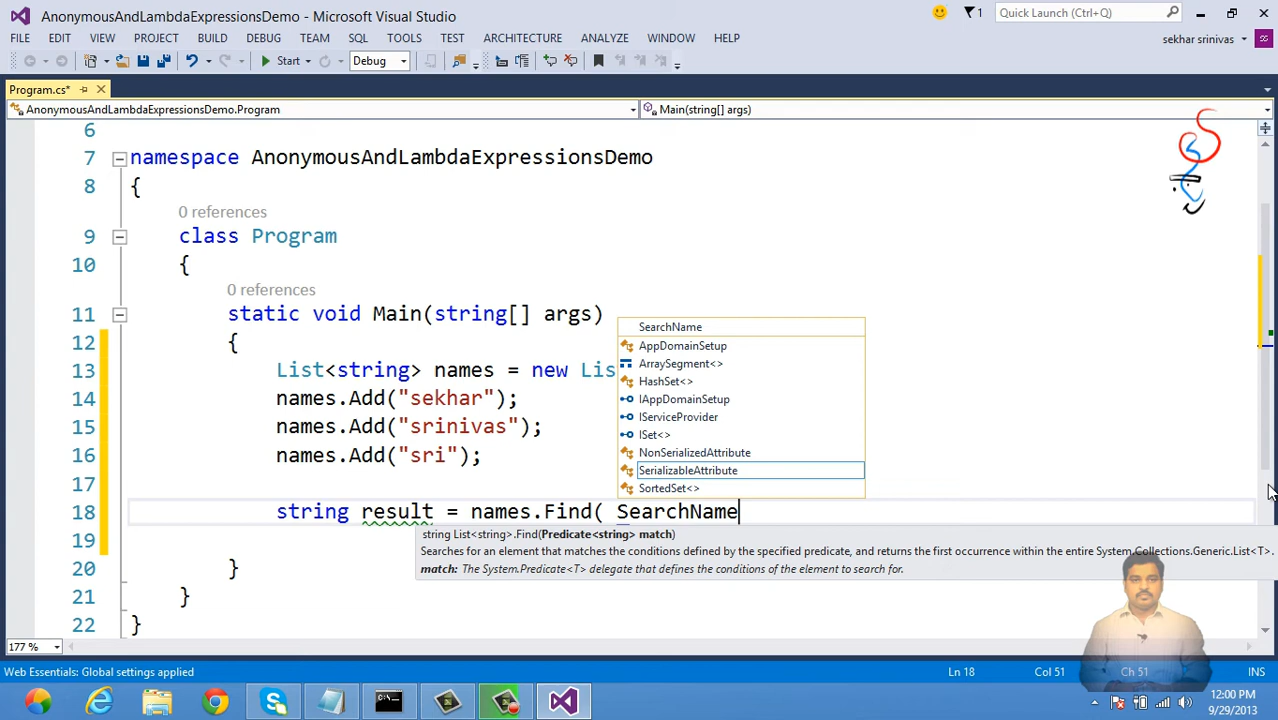 AnonymousAndLambdaExpressionsDemo - Microsoft Visual Studio
1
Quick Launch (Ctrl+Q)
FILE EDIT VIEW PROJECT BUILD DEBUG TEAM SQL TOOLS TEST ARCHITECTURE ANALYZE WINDOW HELP
sekhar srinivas
SS
Start
Debug
Program.cs*
AnonymousAndLambdaExpressionsDemo.Program
Main(string[] args)
6
7 namespace AnonymousAndLambdaExpressionsDemo
8 {
0 references
9 class Program
10 {
0 references
11 static void Main(string[] args)
12 {
13 List<string> names = new Lis
14 names.Add("sekhar");
15 names.Add("srinivas");
16 names.Add("sri");
17
18 string result = names.Find( SearchName
19
20 }
21 }
22 }
SearchName
AppDomainSetup
ArraySegment<>
HashSet<>
IAppDomainSetup
IServiceProvider
ISet<>
NonSerializedAttribute
SerializableAttribute
SortedSet<>
string List<string>.Find(Predicate<string> match)
Searches for an element that matches the conditions defined by the specified predicate, and returns the first occurrence within the entire System.Collections.Generic.List<T>.
match: The System.Predicate<T> delegate that defines the conditions of the element to search for.
177 %
Web Essentials: Global settings applied
Ln 18 Col 51 Ch 51 INS
12:00 PM
9/29/2013